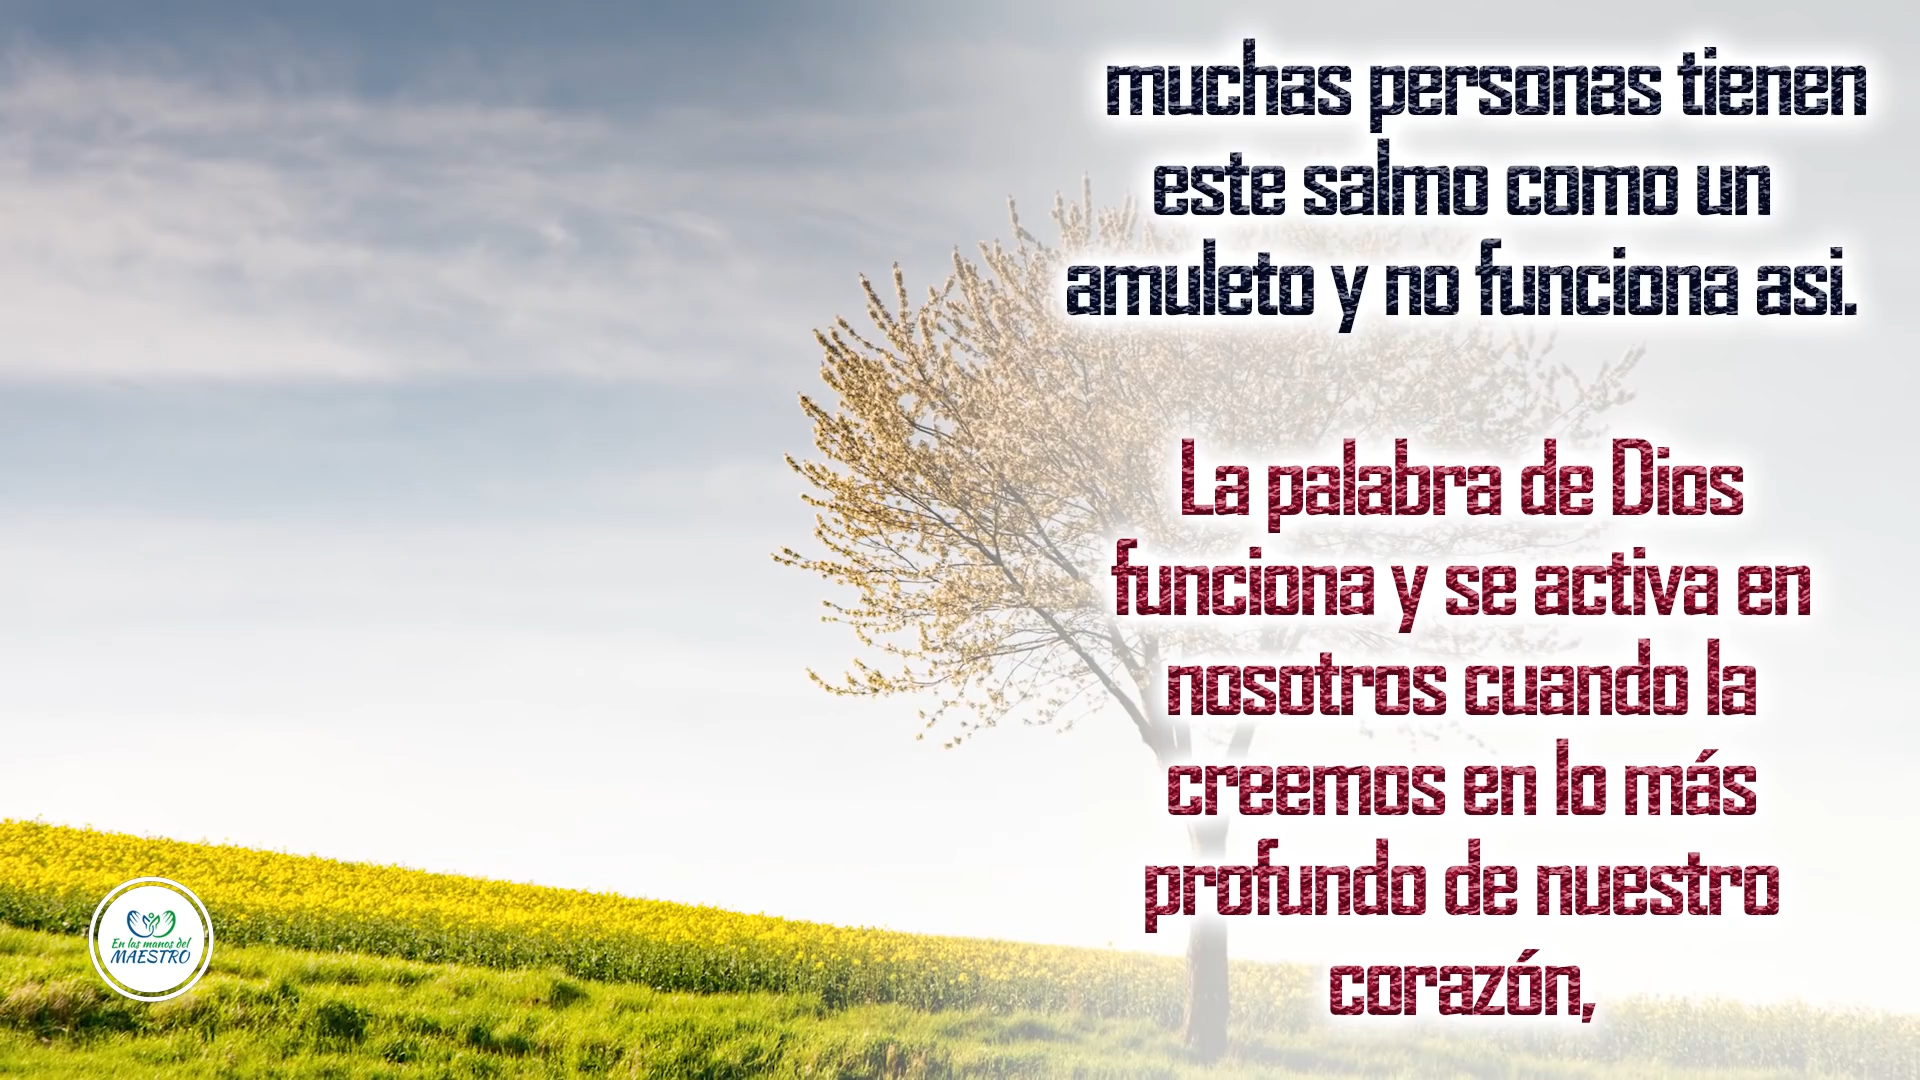 muchas personas tienen
este salmo como un
amuleto y no funciona asi.
La palabra de Dios
funciona y se activa en
nosotros cuando la
creemos en lo más
profundo de nuestro
corazón,
En las manos del
MAESTRO